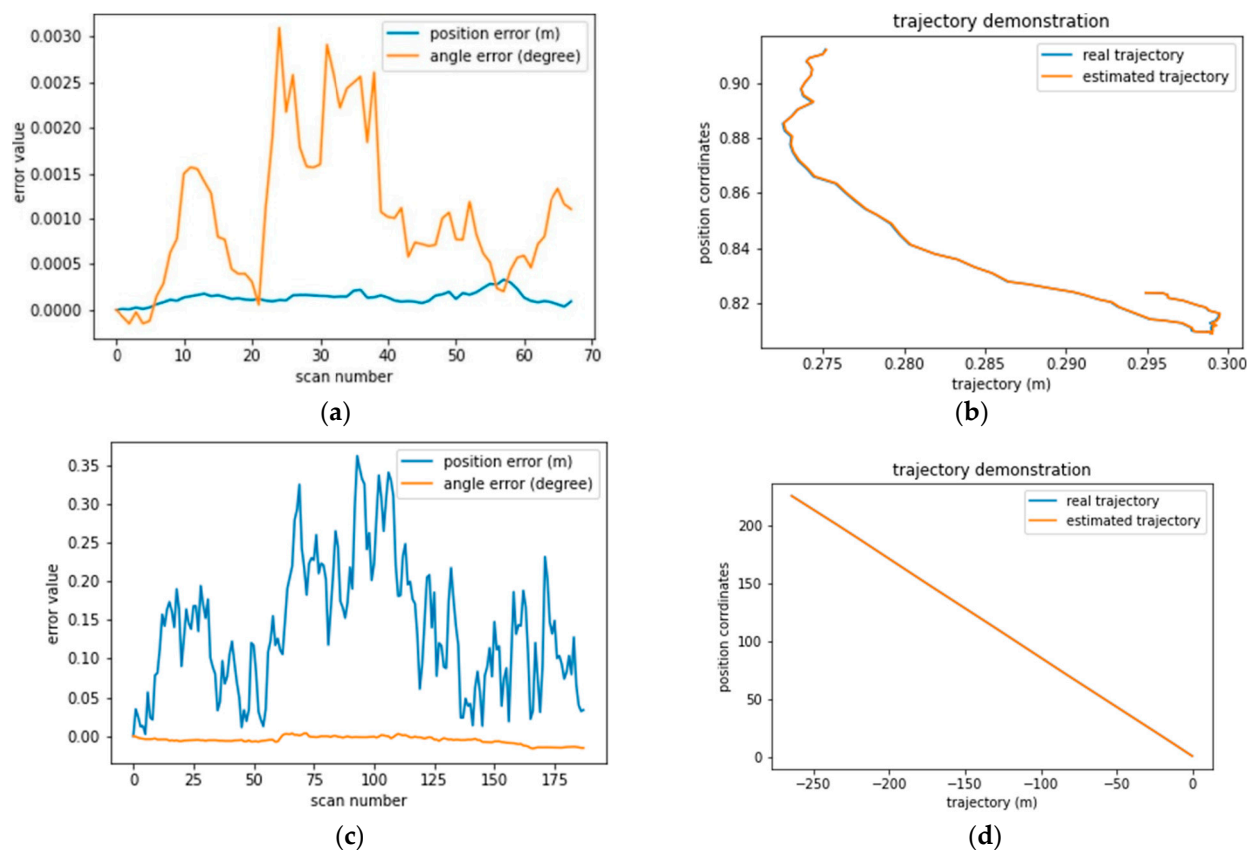 position error (m)
angle error (degree)
0.0030
0.0025
0.0020
0.0015
0.0010
0.0005
0.0000
error value
0 10 20 30 40 50 60 70
scan number
(a)
trajectory demonstration
real trajectory
estimated trajectory
0.90
0.88
0.86
0.84
0.82
position corrdinates
0.275 0.280 0.285 0.290 0.295 0.300
trajectory (m)
(b)
position error (m)
angle error (degree)
0.35
0.30
0.25
0.20
0.15
0.10
0.05
0.00
error value
0 25 50 75 100 125 150 175
scan number
(c)
trajectory demonstration
real trajectory
estimated trajectory
200
150
100
50
0
position corrdinates
−250 −200 −150 −100 −50 0
trajectory (m)
(d)